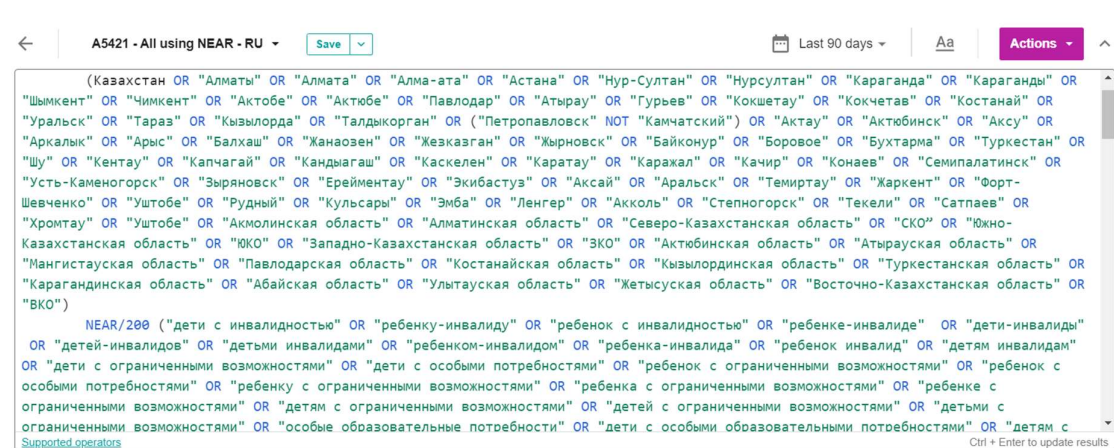 A5421 - All using NEAR - RU Save Last 90 days Aa Actions
(Казахстан OR "Алматы" OR "Алмата" OR "Алма-ата" OR "Астана" OR "Нур-Султан" OR "Нурсултан" OR "Караганда" OR "Караганды" OR
"Шымкент" OR "Чимкент" OR "Актобе" OR "Актюбе" OR "Павлодар" OR "Атырау" OR "Гурьев" OR "Кокшетау" OR "Кокчетав" OR "Костанай" OR
"Уральск" OR "Тараз" OR "Кызылорда" OR "Талдыкорган" OR ("Петропавловск" NOT "Камчатский") OR "Актау" OR "Актюбинск" OR "Аксу" OR
"Аркалык" OR "Арыс" OR "Балхаш" OR "Жанаозен" OR "Жезказган" OR "Жырновск" OR "Байконур" OR "Боровое" OR "Бухтарма" OR "Туркестан" OR
"Шу" OR "Кентау" OR "Капчагай" OR "Кандыагаш" OR "Каскелен" OR "Каратау" OR "Каражал" OR "Качир" OR "Конаев" OR "Семипалатинск" OR
"Усть-Каменогорск" OR "Зыряновск" OR "Ерейментау" OR "Экибастуз" OR "Аксай" OR "Аральск" OR "Темиртау" OR "Жаркент" OR "Форт-
Шевченко" OR "Уштобе" OR "Рудный" OR "Кульсары" OR "Эмба" OR "Ленгер" OR "Акколь" OR "Степногорск" OR "Текели" OR "Сатпаев" OR
"Хромтау" OR "Уштобе" OR "Акмолинская область" OR "Алматинская область" OR "Северо-Казахстанская область" OR "СКО” OR "Южно-
Казахстанская область" OR "ЮКО" OR "Западно-Казахстанская область" OR "ЗКО" OR "Актюбинская область" OR "Атырауская область" OR
"Мангистауская область" OR "Павлодарская область" OR "Костанайская область" OR "Кызылординская область" OR "Туркестанская область" OR
"Карагандинская область" OR "Абайская область" OR "Улытауская область" OR "Жетысуская область" OR "Восточно-Казахстанская область" OR
"ВКО")
NEAR/200 ("дети с инвалидностью" OR "ребенку-инвалиду" OR "ребенок с инвалидностью" OR "ребенке-инвалиде" OR "дети-инвалиды"
OR "детей-инвалидов" OR "детьми инвалидами" OR "ребенком-инвалидом" OR "ребенка-инвалида" OR "ребенок инвалид" OR "детям инвалидам"
OR "дети с ограниченными возможностями" OR "дети с особыми потребностями" OR "ребенок с ограниченными возможностями" OR "ребенок с
особыми потребностями" OR "ребенку с ограниченными возможностями" OR "ребенка с ограниченными возможностями" OR "ребенке с
ограниченными возможностями" OR "детям с ограниченными возможностями" OR "детей с ограниченными возможностями" OR "детьми с
ограниченными возможностями" OR "особые образовательные потребности" OR "дети с особыми образовательными потребностями" OR "детям с
Supported operators Ctrl + Enter to update results